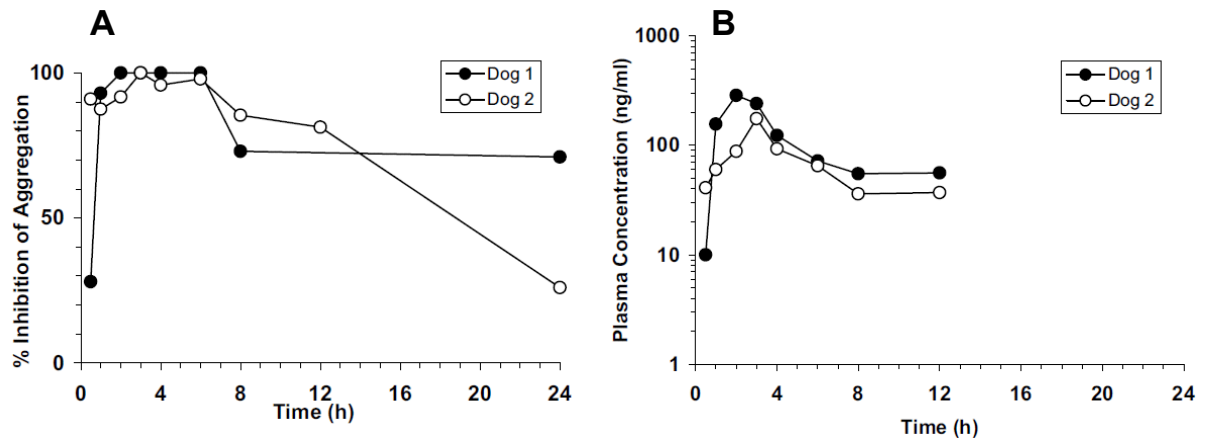 A
% Inhibition of Aggregation
100
50
0
0 4 8 12 16 20 24
Time (h)
Dog 1
Dog 2
B
Plasma Concentration (ng/ml)
1000
100
10
1
0 4 8 12 16 20 24
Time (h)
Dog 1
Dog 2